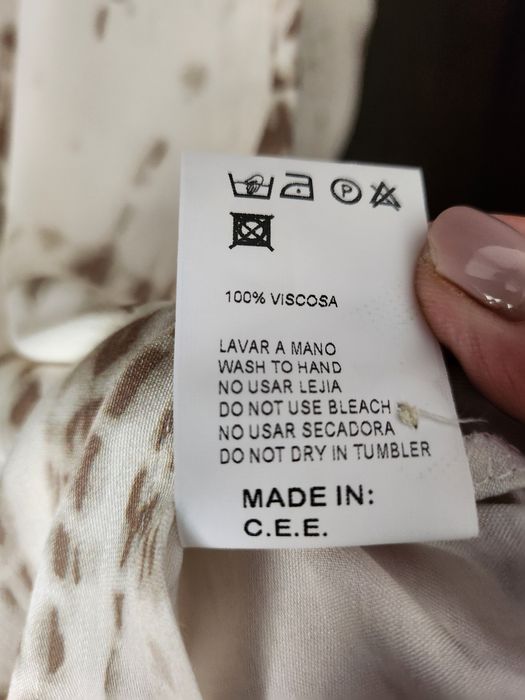 P
100% VISCOSA
LAVAR A MANO
WASH TO HAND
NO USAR LEJIA
DO NOT USE BLEACH
NO USAR SECADORA
DO NOT DRY IN TUMBLER
MADE IN:
C.E.E.